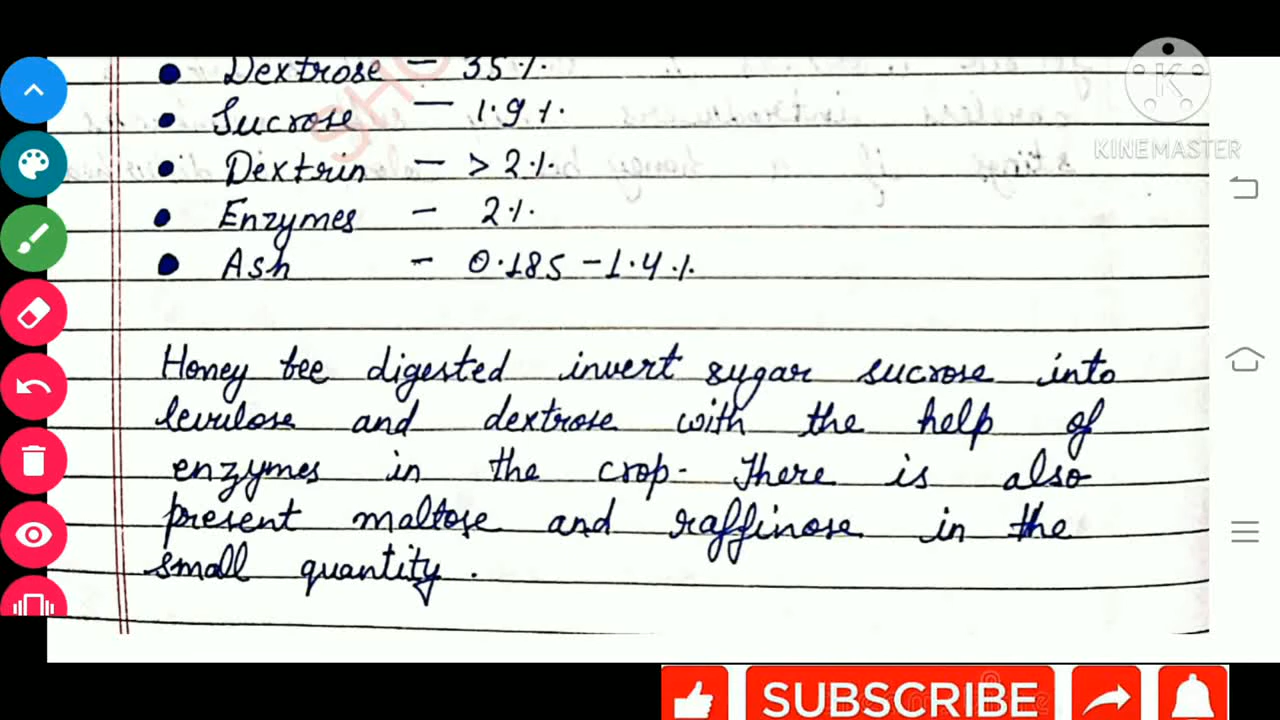 • Dextrose – 35%.
• Sucrose – 1.9%.
• Dextrin – > 2%.
• Enzymes – 2%.
• Ash – 0.185 – 1.4%.
Honey bee digested invert sugar sucrose into
levulose and dextrose with the help of
enzymes in the crop. There is also
present maltose and raffinose in the
small quantity.
K
KINEMASTER
SUBSCRIBE